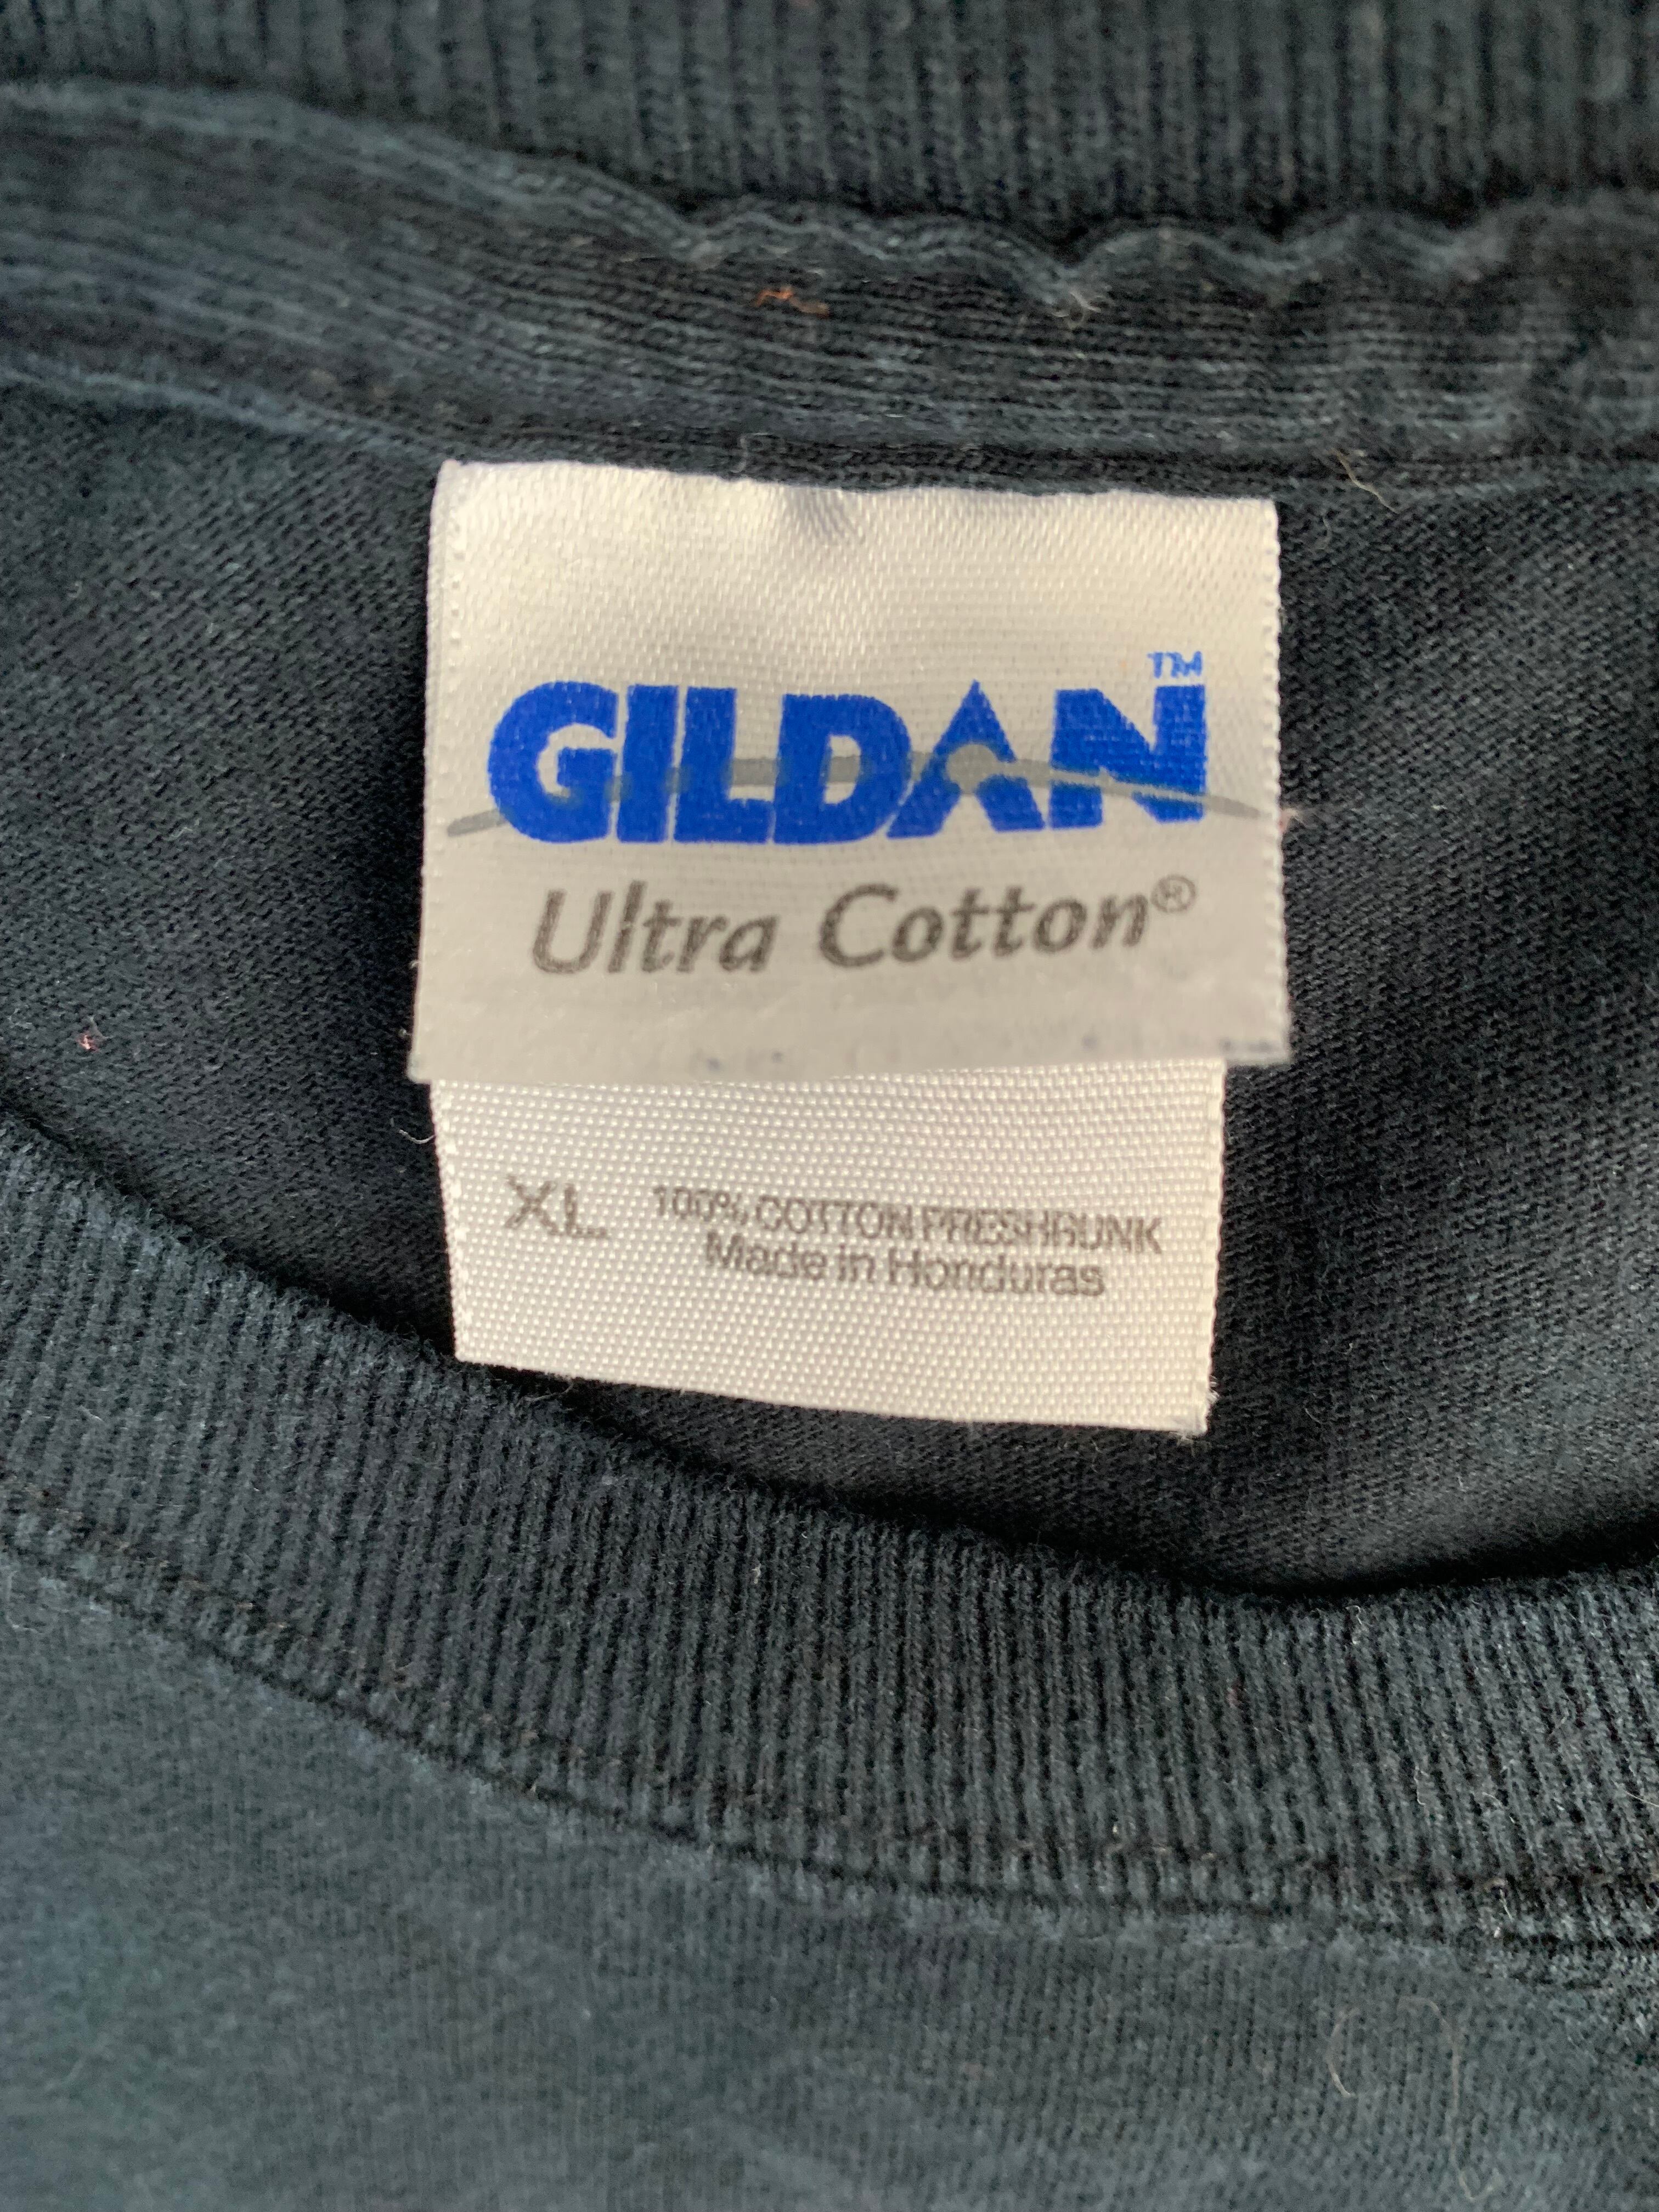 GILDAN™
Ultra Cotton®
XL 100% COTTON PRESHRUNK
Made in Honduras